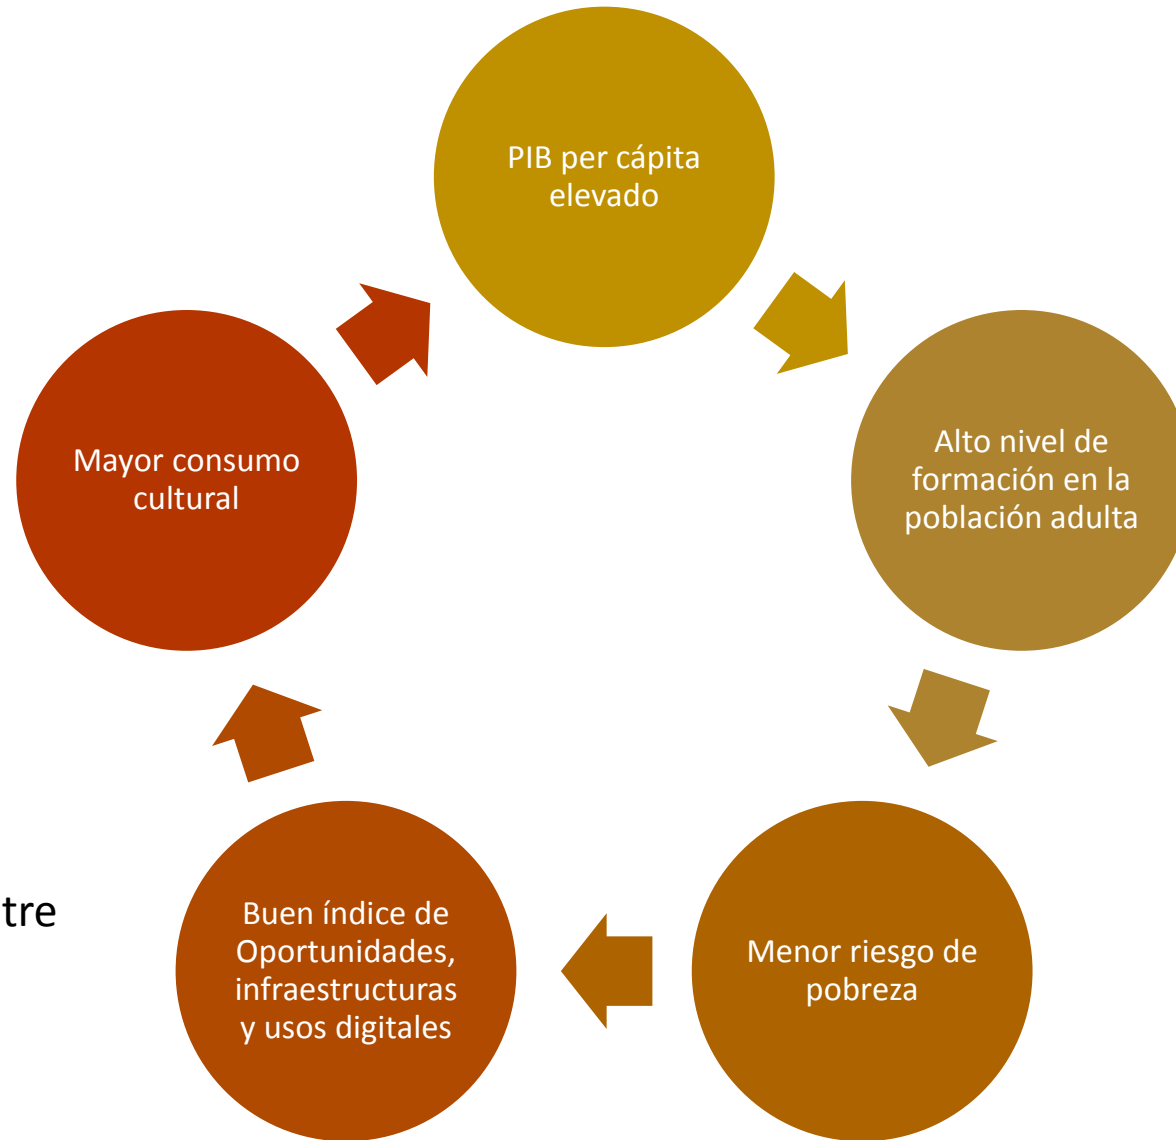 PIB per cápita
elevado
Alto nivel de
formación en la
población adulta
Menor riesgo de
pobreza
Buen índice de
Oportunidades,
infraestructuras
y usos digitales
Mayor consumo
cultural
tre